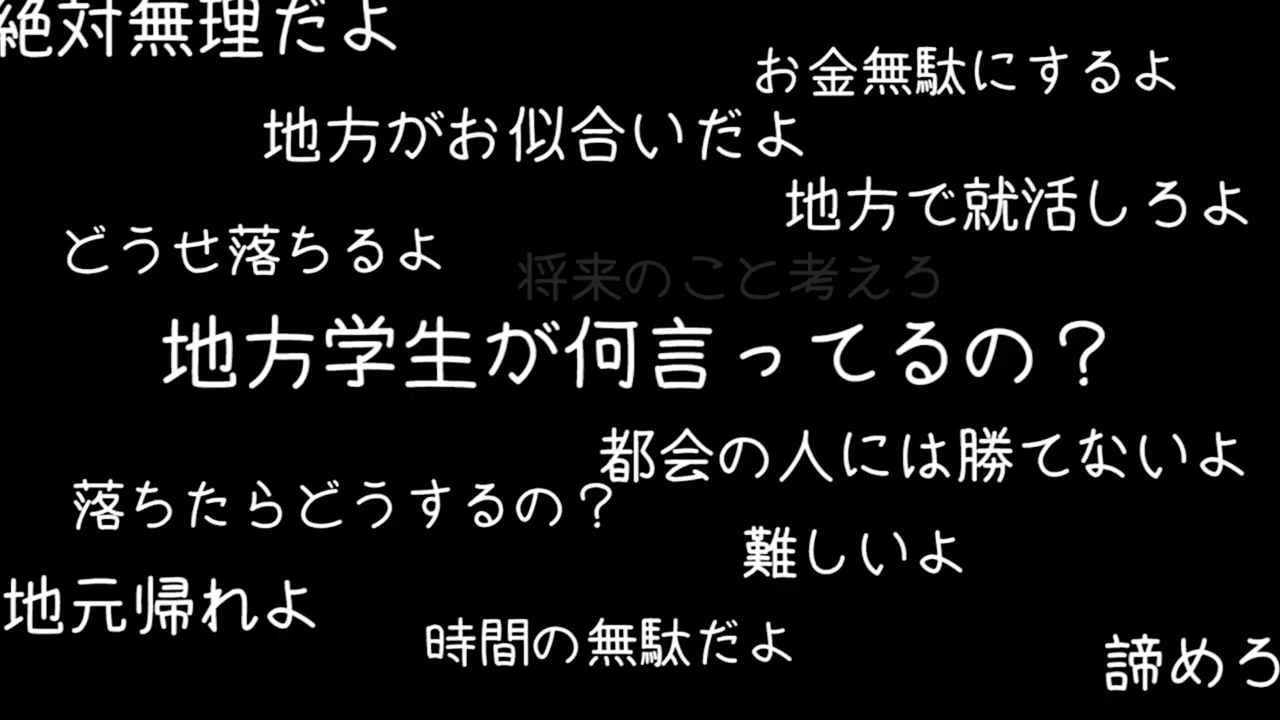 絶対無理だよ
お金無駄にするよ
地方がお似合いだよ
地方で就活しろよ
どうせ落ちるよ
将来のこと考えろ
地方学生が何言ってるの？
都会の人には勝てないよ
落ちたらどうするの？
難しいよ
地元帰れよ
時間の無駄だよ
諦めろ